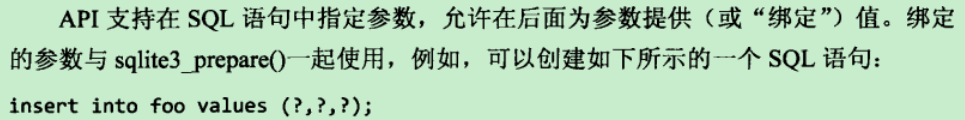 API 支持在 SQL 语句中指定参数，允许在后面为参数提供（或“绑定”）值。绑定
的参数与 sqlite3_prepare()一起使用，例如，可以创建如下所示的一个 SQL 语句：
insert into foo values (?,?,?);